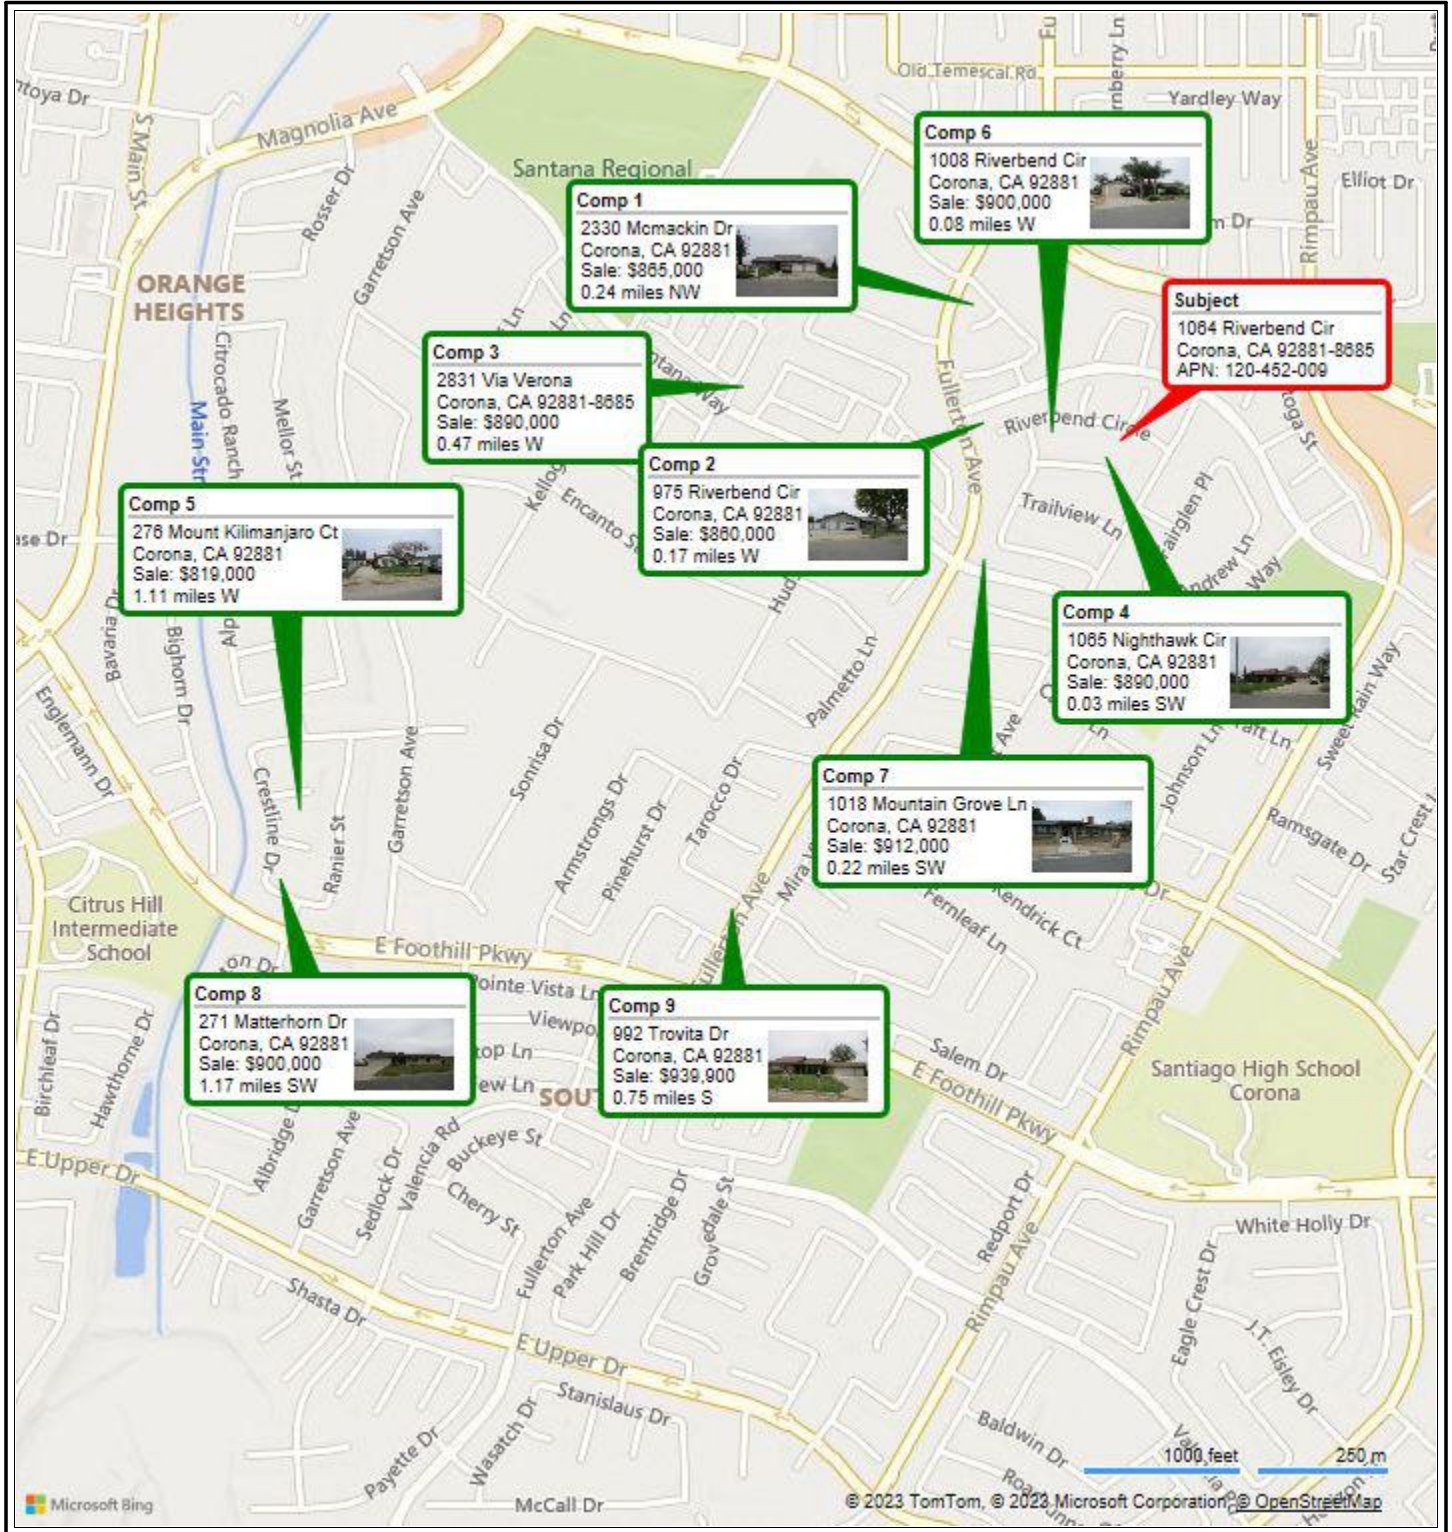 Old Temescal Rd
Yardley Way
Elliot Dr
Rimpau Ave
S Main St
Magnolia Ave
Rosser Dr
Garretson Ave
Santana Regional
ORANGE
HEIGHTS
Comp 6
1008 Riverbend Cir
Corona, CA 92881
Sale: $900,000
0.08 miles W
Comp 1
2330 Mcmackin Dr
Corona, CA 92881
Sale: $865,000
0.24 miles NW
Subject
1064 Riverbend Cir
Corona, CA 92881-8685
APN: 120-452-009
Comp 3
2831 Via Verona
Corona, CA 92881-8685
Sale: $890,000
0.47 miles W
Comp 2
975 Riverbend Cir
Corona, CA 92881
Sale: $860,000
0.17 miles W
Comp 5
276 Mount Kilimanjaro Ct
Corona, CA 92881
Sale: $819,000
1.11 miles W
Comp 4
1065 Nighthawk Cir
Corona, CA 92881
Sale: $890,000
0.03 miles SW
Comp 7
1018 Mountain Grove Ln
Corona, CA 92881
Sale: $912,000
0.22 miles SW
Comp 8
271 Matterhorn Dr
Corona, CA 92881
Sale: $900,000
1.17 miles SW
Comp 9
992 Trovita Dr
Corona, CA 92881
Sale: $939,900
0.75 miles S
Citrocado Ranch
Mellor St
Fullerton Ave
Riverbend Circle
Trailview Ln
Fairglen Pl
Andrew Ln
Way
Palmetto Ln
Bighorn Dr
Englemann Dr
Crestline Dr
Ranier St
Garretson Ave
Sonrisa Dr
Armstrongs Dr
Pinehurst Dr
Tarocco Dr
Johnson Ln
Sweet Rain Way
Ramsgate Dr
Fernleaf Ln
Kendrick Ct
Citrus Hill
Intermediate
School
E Foothill Pkwy
Pointe Vista Ln
Rimpau Ave
Salem Dr
E Foothill Pkwy
Santiago High School
Corona
Birchleaf Dr
Hawthorne Dr
E Upper Dr
Garretson Ave
Sedlock Dr
Valencia Rd
Buckeye St
Cherry St
Fullerton Ave
Park Hill Dr
Brentridge Dr
Grovedale St
Redport Dr
Rimpau Ave
White Holly Dr
Eagle Crest Dr
J.T. Eisley Dr
Shasta Dr
E Upper Dr
Stanislaus Dr
Wasatch Dr
Payette Dr
McCall Dr
Baldwin Dr
1000 feet
250 m
Microsoft Bing
© 2023 TomTom, © 2023 Microsoft Corporation, © OpenStreetMap